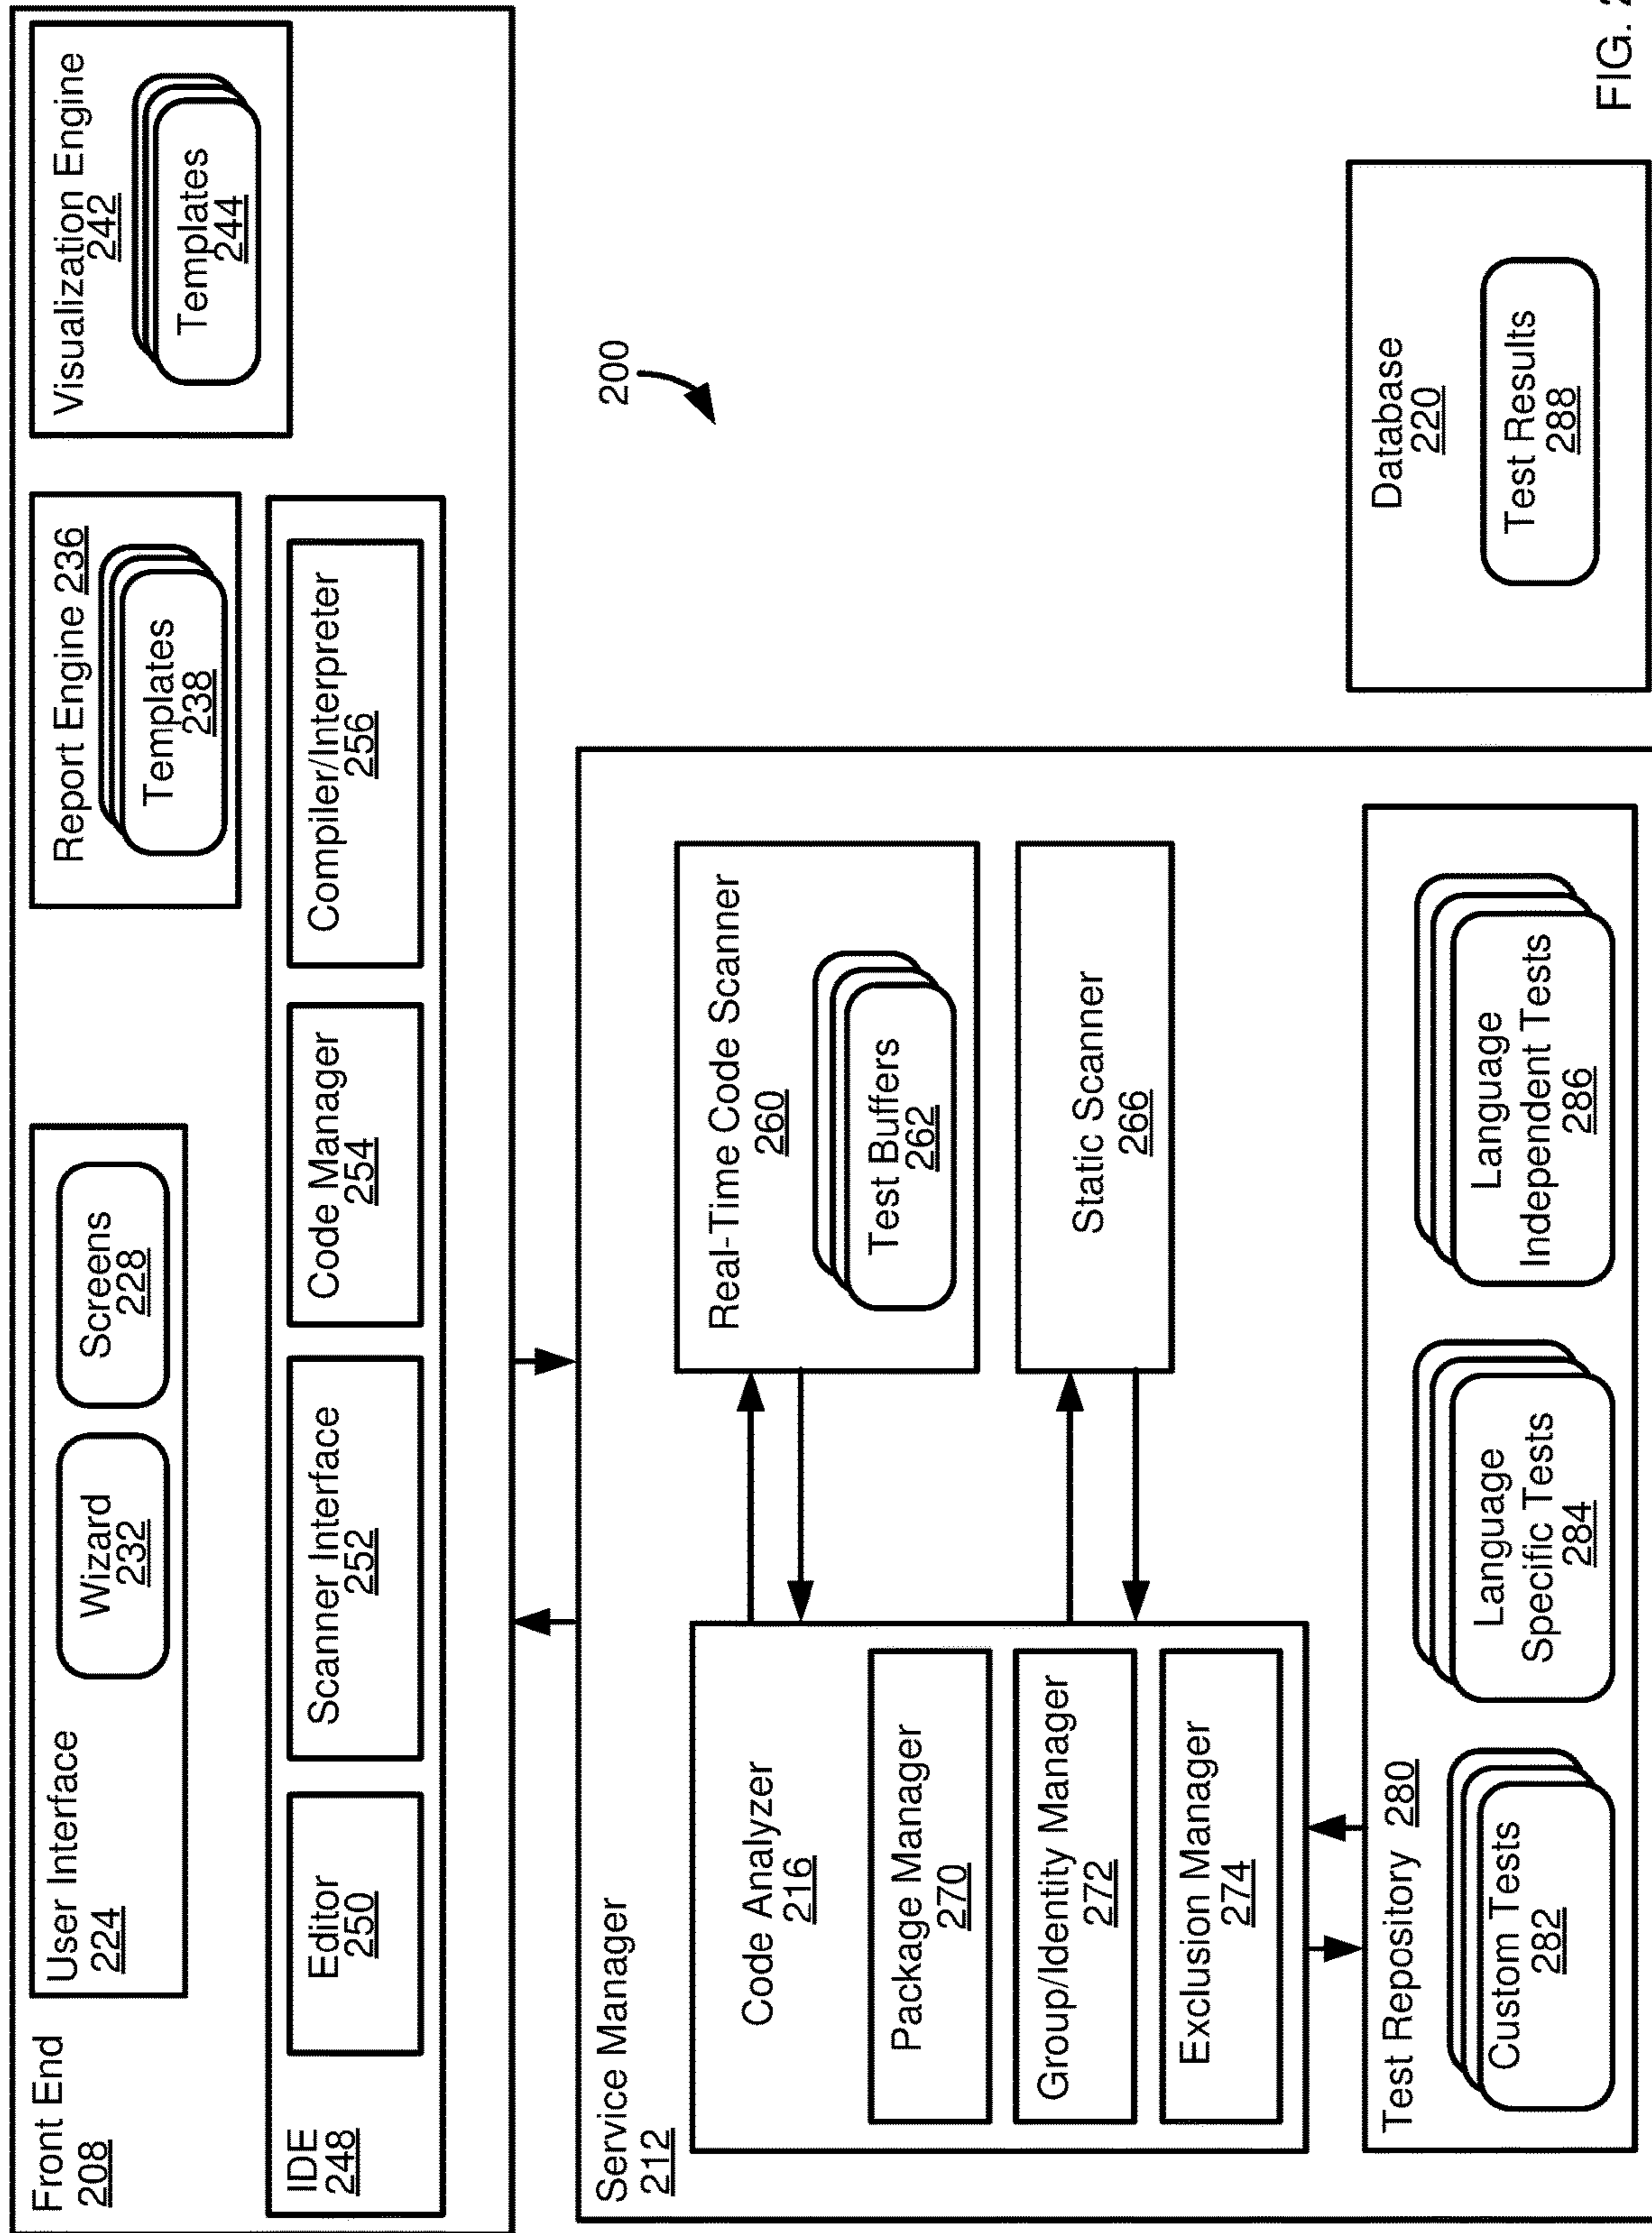 Front End
208
User Interface
224
Wizard
232
Screens
228
Report Engine 236
Templates
238
Visualization Engine
242
Templates
244
IDE
248
Editor
250
Scanner Interface
252
Code Manager
254
Compiler/Interpreter
256
200
Service Manager
212
Code Analyzer
216
Package Manager
270
Group/Identity Manager
272
Exclusion Manager
274
Real-Time Code Scanner
260
Test Buffers
262
Static Scanner
266
Test Repository 280
Custom Tests
282
Language
Specific Tests
284
Language
Independent Tests
286
Database
220
Test Results
288
FIG. 2